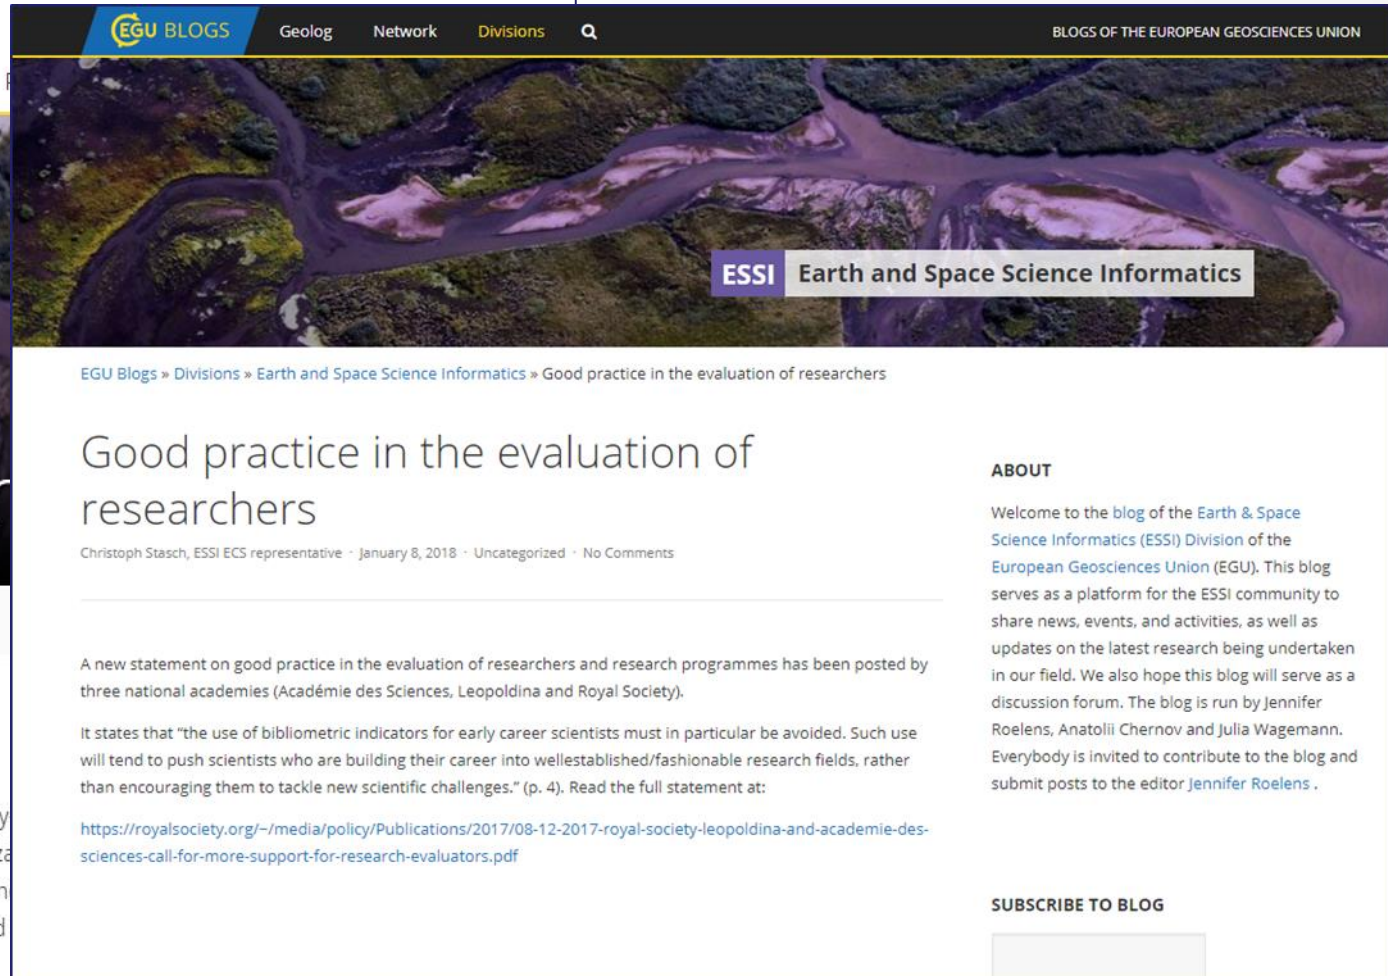 EGU BLOGS Geolog Network Divisions BLOGS OF THE EUROPEAN GEOSCIENCES UNION
ESSI Earth and Space Science Informatics
EGU Blogs » Divisions » Earth and Space Science Informatics » Good practice in the evaluation of researchers
Good practice in the evaluation of
researchers
Christoph Stasch, ESSI ECS representative · January 8, 2018 · Uncategorized · No Comments
A new statement on good practice in the evaluation of researchers and research programmes has been posted by
three national academies (Académie des Sciences, Leopoldina and Royal Society).
It states that “the use of bibliometric indicators for early career scientists must in particular be avoided. Such use
will tend to push scientists who are building their career into wellestablished/fashionable research fields, rather
than encouraging them to tackle new scientific challenges.” (p. 4). Read the full statement at:
https://royalsociety.org/~/media/policy/Publications/2017/08-12-2017-royal-society-leopoldina-and-academie-des-
sciences-call-for-more-support-for-research-evaluators.pdf
ABOUT
Welcome to the blog of the Earth & Space
Science Informatics (ESSI) Division of the
European Geosciences Union (EGU). This blog
serves as a platform for the ESSI community to
share news, events, and activities, as well as
updates on the latest research being undertaken
in our field. We also hope this blog will serve as a
discussion forum. The blog is run by Jennifer
Roelens, Anatolii Chernov and Julia Wagemann.
Everybody is invited to contribute to the blog and
submit posts to the editor Jennifer Roelens .
SUBSCRIBE TO BLOG